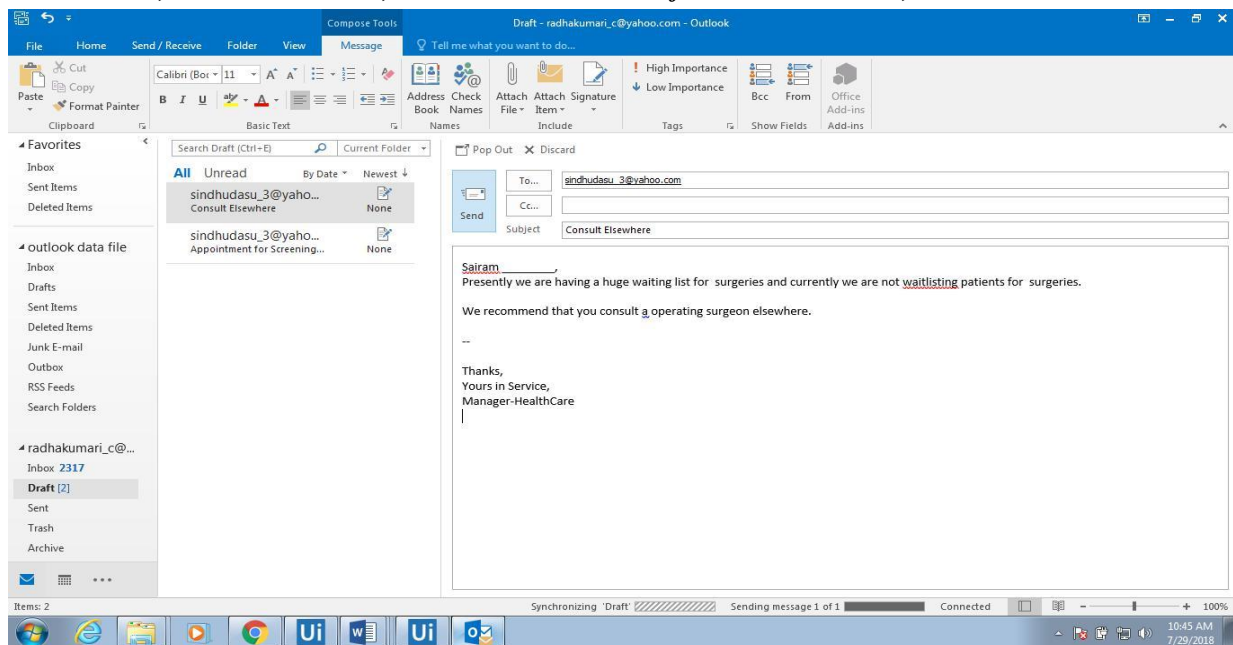 Compose Tools
Draft - radhakumari_c@yahoo.com - Outlook
File Home Send / Receive Folder View Message Tell me what you want to do...
Paste
Cut
Copy
Format Painter
Clipboard
Calibri (Boc 11
A A
B I U A
Basic Text
Address Book
Check Names
Names
Attach File
Attach Item
Signature
Include
High Importance
Low Importance
Tags
Bcc From
Show Fields
Office Add-ins
Add-ins
Favorites
Inbox
Sent Items
Deleted Items
outlook data file
Inbox
Drafts
Sent Items
Deleted Items
Junk E-mail
Outbox
RSS Feeds
Search Folders
radhakumari_c@...
Inbox 2317
Draft [2]
Sent
Trash
Archive
Search Draft (Ctrl+E) Current Folder
All Unread By Date Newest ↓
sindhudasu_3@yaho...
Consult Elsewhere None
sindhudasu_3@yaho...
Appointment for Screening... None
Pop Out Discard
Send
To... sindhudasu_3@yahoo.com
Cc...
Subject Consult Elsewhere
Sairam ________,
Presently we are having a huge waiting list for surgeries and currently we are not waitlisting patients for surgeries.
We recommend that you consult a operating surgeon elsewhere.
--
Thanks,
Yours in Service,
Manager-HealthCare
Items: 2 Synchronizing 'Draft' Sending message 1 of 1 Connected - + 100%
Ui W Ui
10:45 AM
7/29/2018